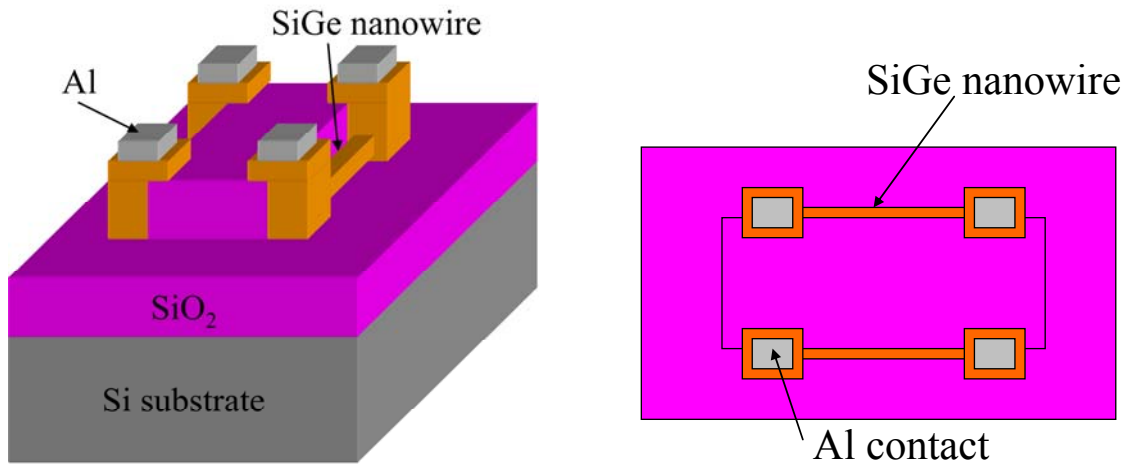 SiGe nanowire
Al
SiO₂
Si substrate
SiGe nanowire
Al contact